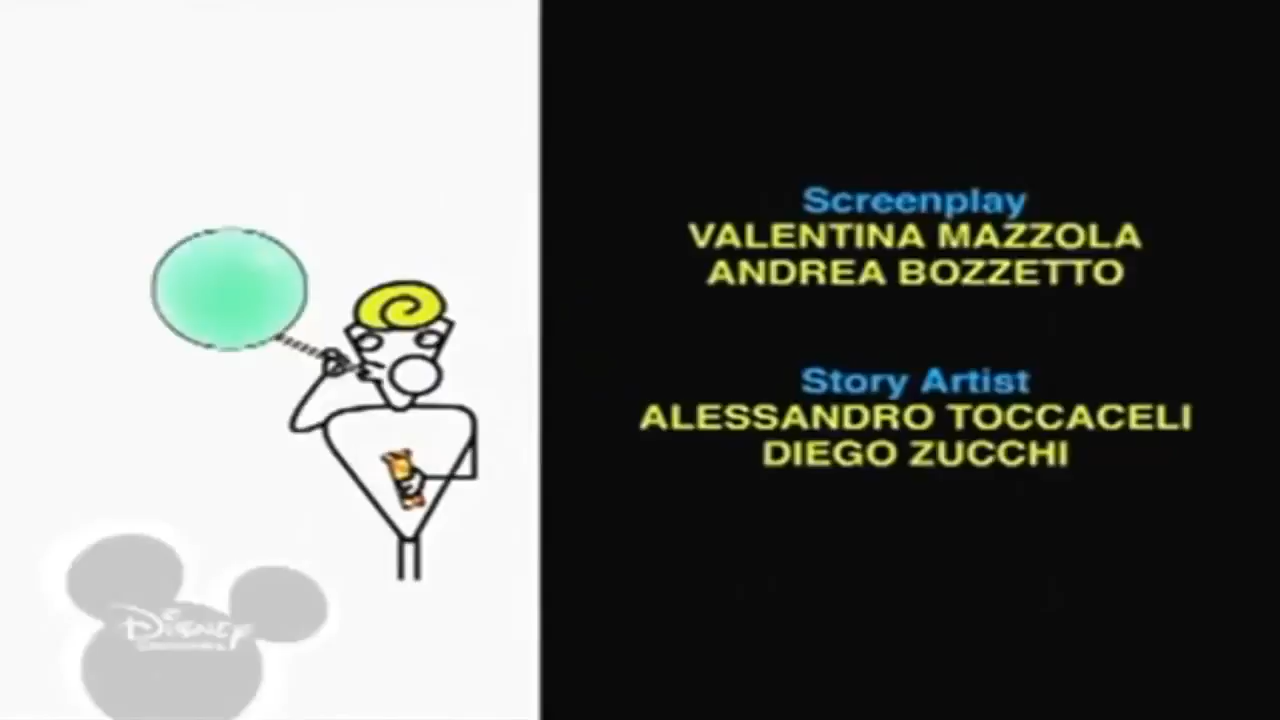 Screenplay
VALENTINA MAZZOLA
ANDREA BOZZETTO
Story Artist
ALESSANDRO TOCCACELI
DIEGO ZUCCHI
DISNEY